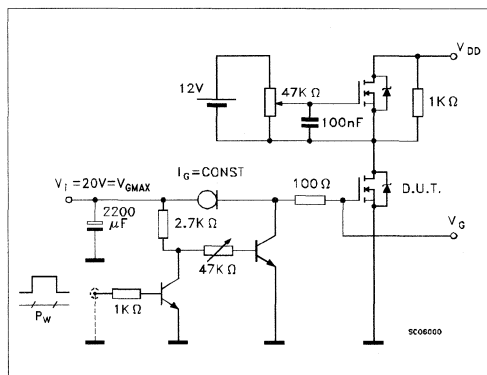 V_DD
12V
47KΩ
100nF
1KΩ
V_i =20V=V_GMAX
I_G=CONST
100Ω
D.U.T.
2200
μF
2.7KΩ
V_G
47KΩ
1KΩ
P_W
SC06000